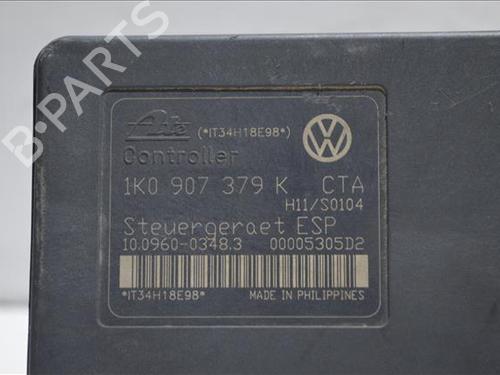 B-PARTS
Ate (*IT34H18E98*)
Controller
1K0 907 379 K CTA
H11/S0104
Steuergeraet ESP
10.0960-0348.3 00005305D2
*IT34H18E98* MADE IN PHILIPPINES